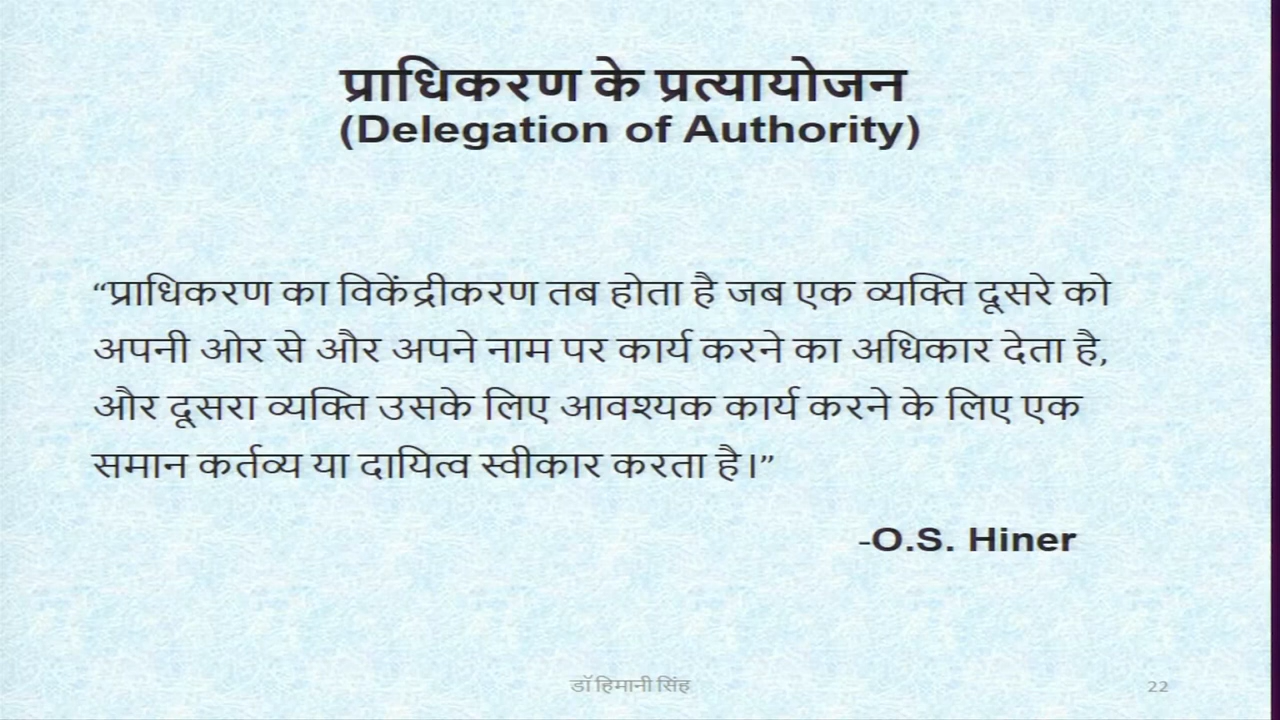 प्राधिकरण के प्रत्यायोजन
(Delegation of Authority)
“प्राधिकरण का विकेंद्रीकरण तब होता है जब एक व्यक्ति दूसरे को
अपनी ओर से और अपने नाम पर कार्य करने का अधिकार देता है,
और दूसरा व्यक्ति उसके लिए आवश्यक कार्य करने के लिए एक
समान कर्तव्य या दायित्व स्वीकार करता है।”
-O.S. Hiner
डॉ हिमानी सिंह
22